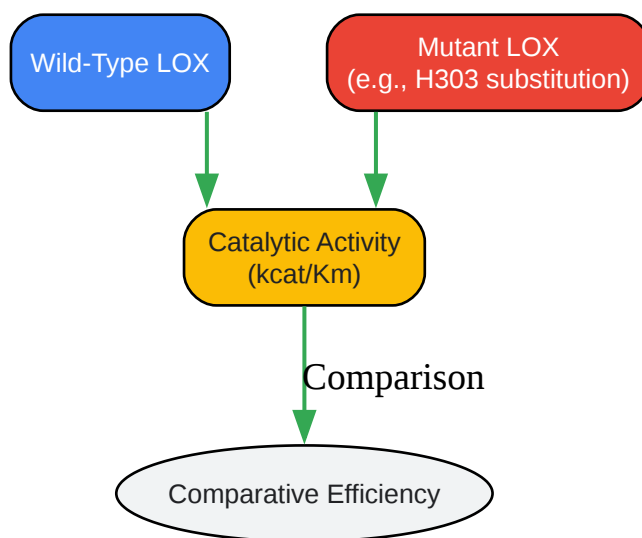 Wild-Type LOX
Mutant LOX
(e.g., H303 substitution)
Catalytic Activity
(kcat/Km)
Comparison
Comparative Efficiency